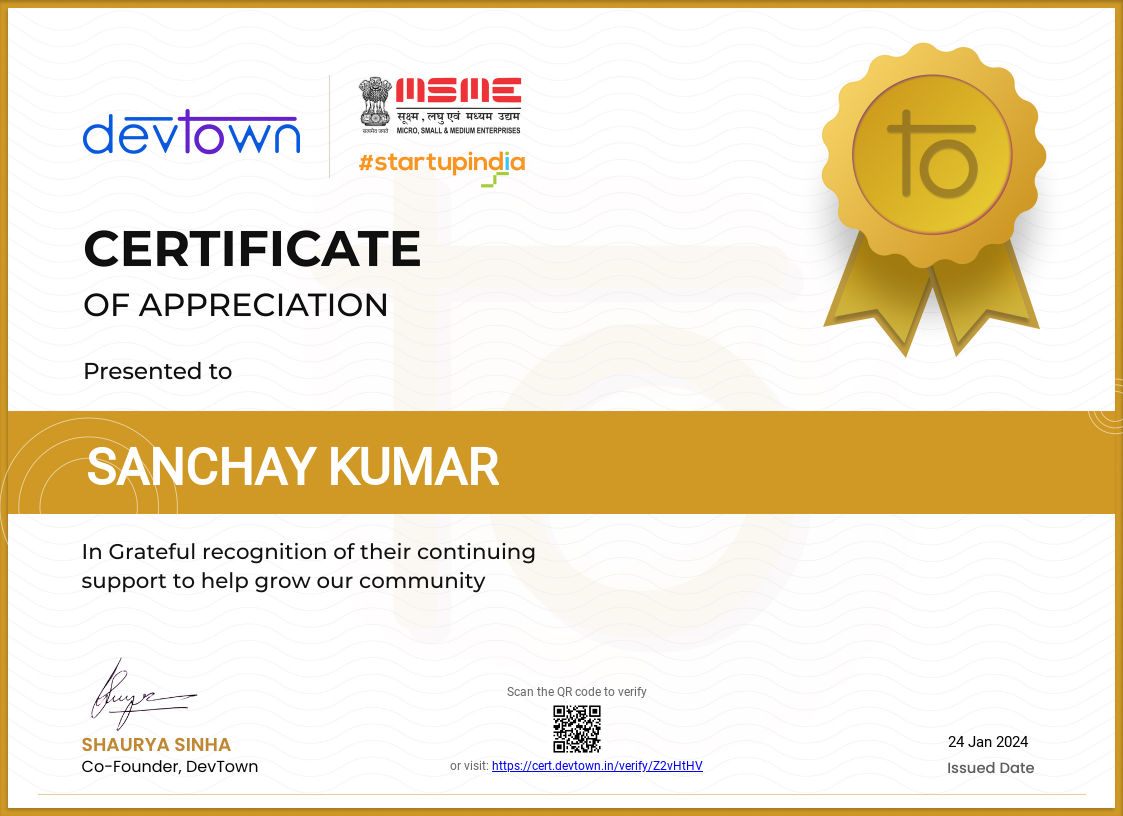 devtown
MSME
सूक्ष्म, लघु एवं मध्यम उद्यम
सत्यमेव जयते
MICRO, SMALL & MEDIUM ENTERPRISES
#startupindia
to
CERTIFICATE
OF APPRECIATION
Presented to
SANCHAY KUMAR
In Grateful recognition of their continuing
support to help grow our community
Scan the QR code to verify
SHAURYA SINHA
Co-Founder, DevTown
or visit: https://cert.devtown.in/verify/Z2vHtHV
24 Jan 2024
Issued Date